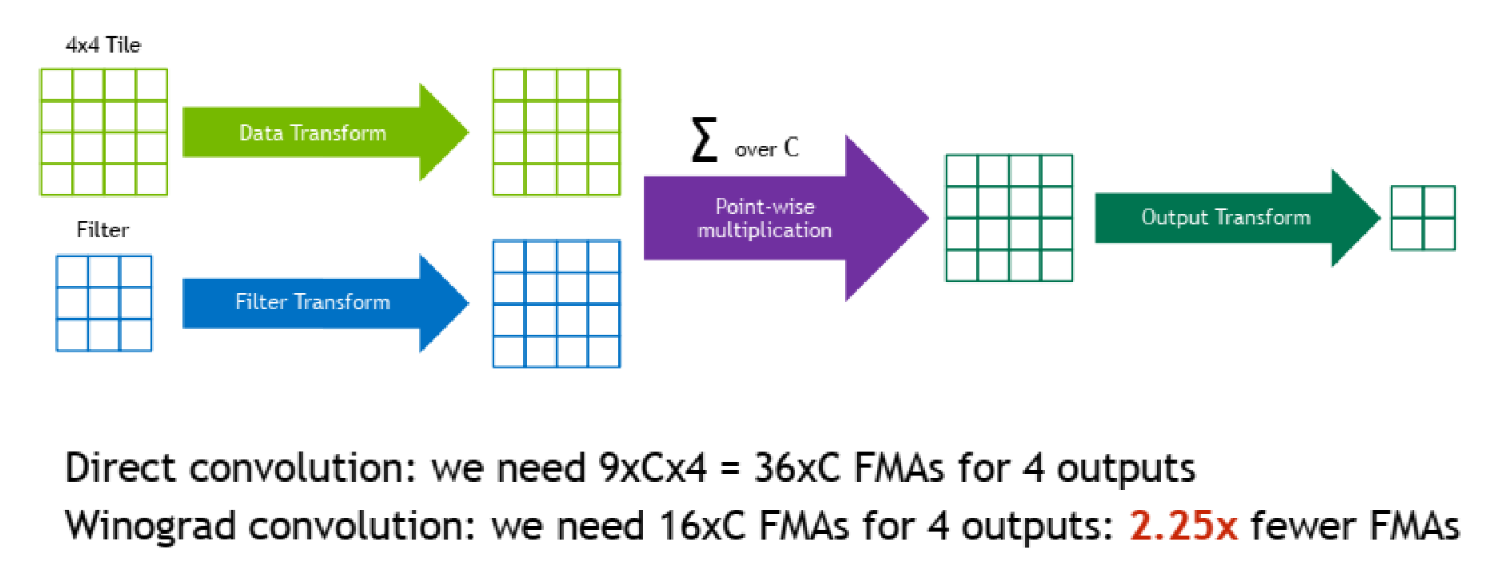 4x4 Tile
Data Transform
Filter
Filter Transform
Σ over C
Point-wise
multiplication
Output Transform
Direct convolution: we need 9xCx4 = 36xC FMAs for 4 outputs
Winograd convolution: we need 16xC FMAs for 4 outputs: 2.25x fewer FMAs